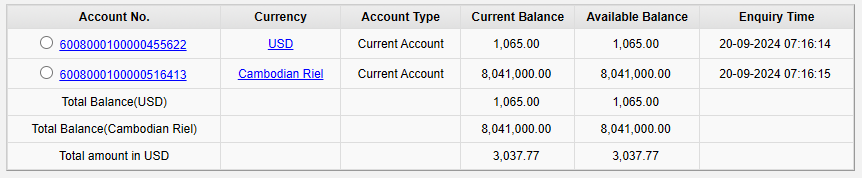 Account No. Currency Account Type Current Balance Available Balance Enquiry Time
6008000100000455622 USD Current Account 1,065.00 1,065.00 20-09-2024 07:16:14
6008000100000516413 Cambodian Riel Current Account 8,041,000.00 8,041,000.00 20-09-2024 07:16:15
Total Balance(USD) 1,065.00 1,065.00
Total Balance(Cambodian Riel) 8,041,000.00 8,041,000.00
Total amount in USD 3,037.77 3,037.77